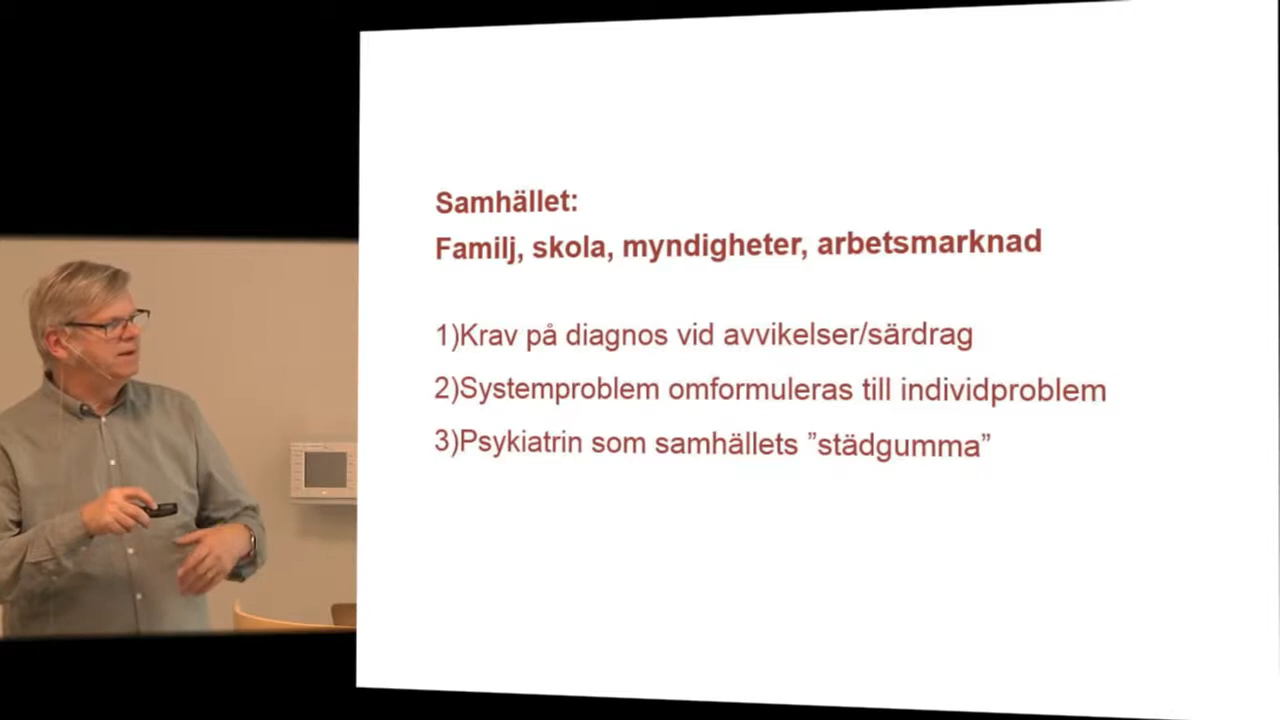 Samhället:
Familj, skola, myndigheter, arbetsmarknad
1)Krav på diagnos vid avvikelser/särdrag
2)Systemproblem omformuleras till individproblem
3)Psykiatrin som samhällets ”städgumma”